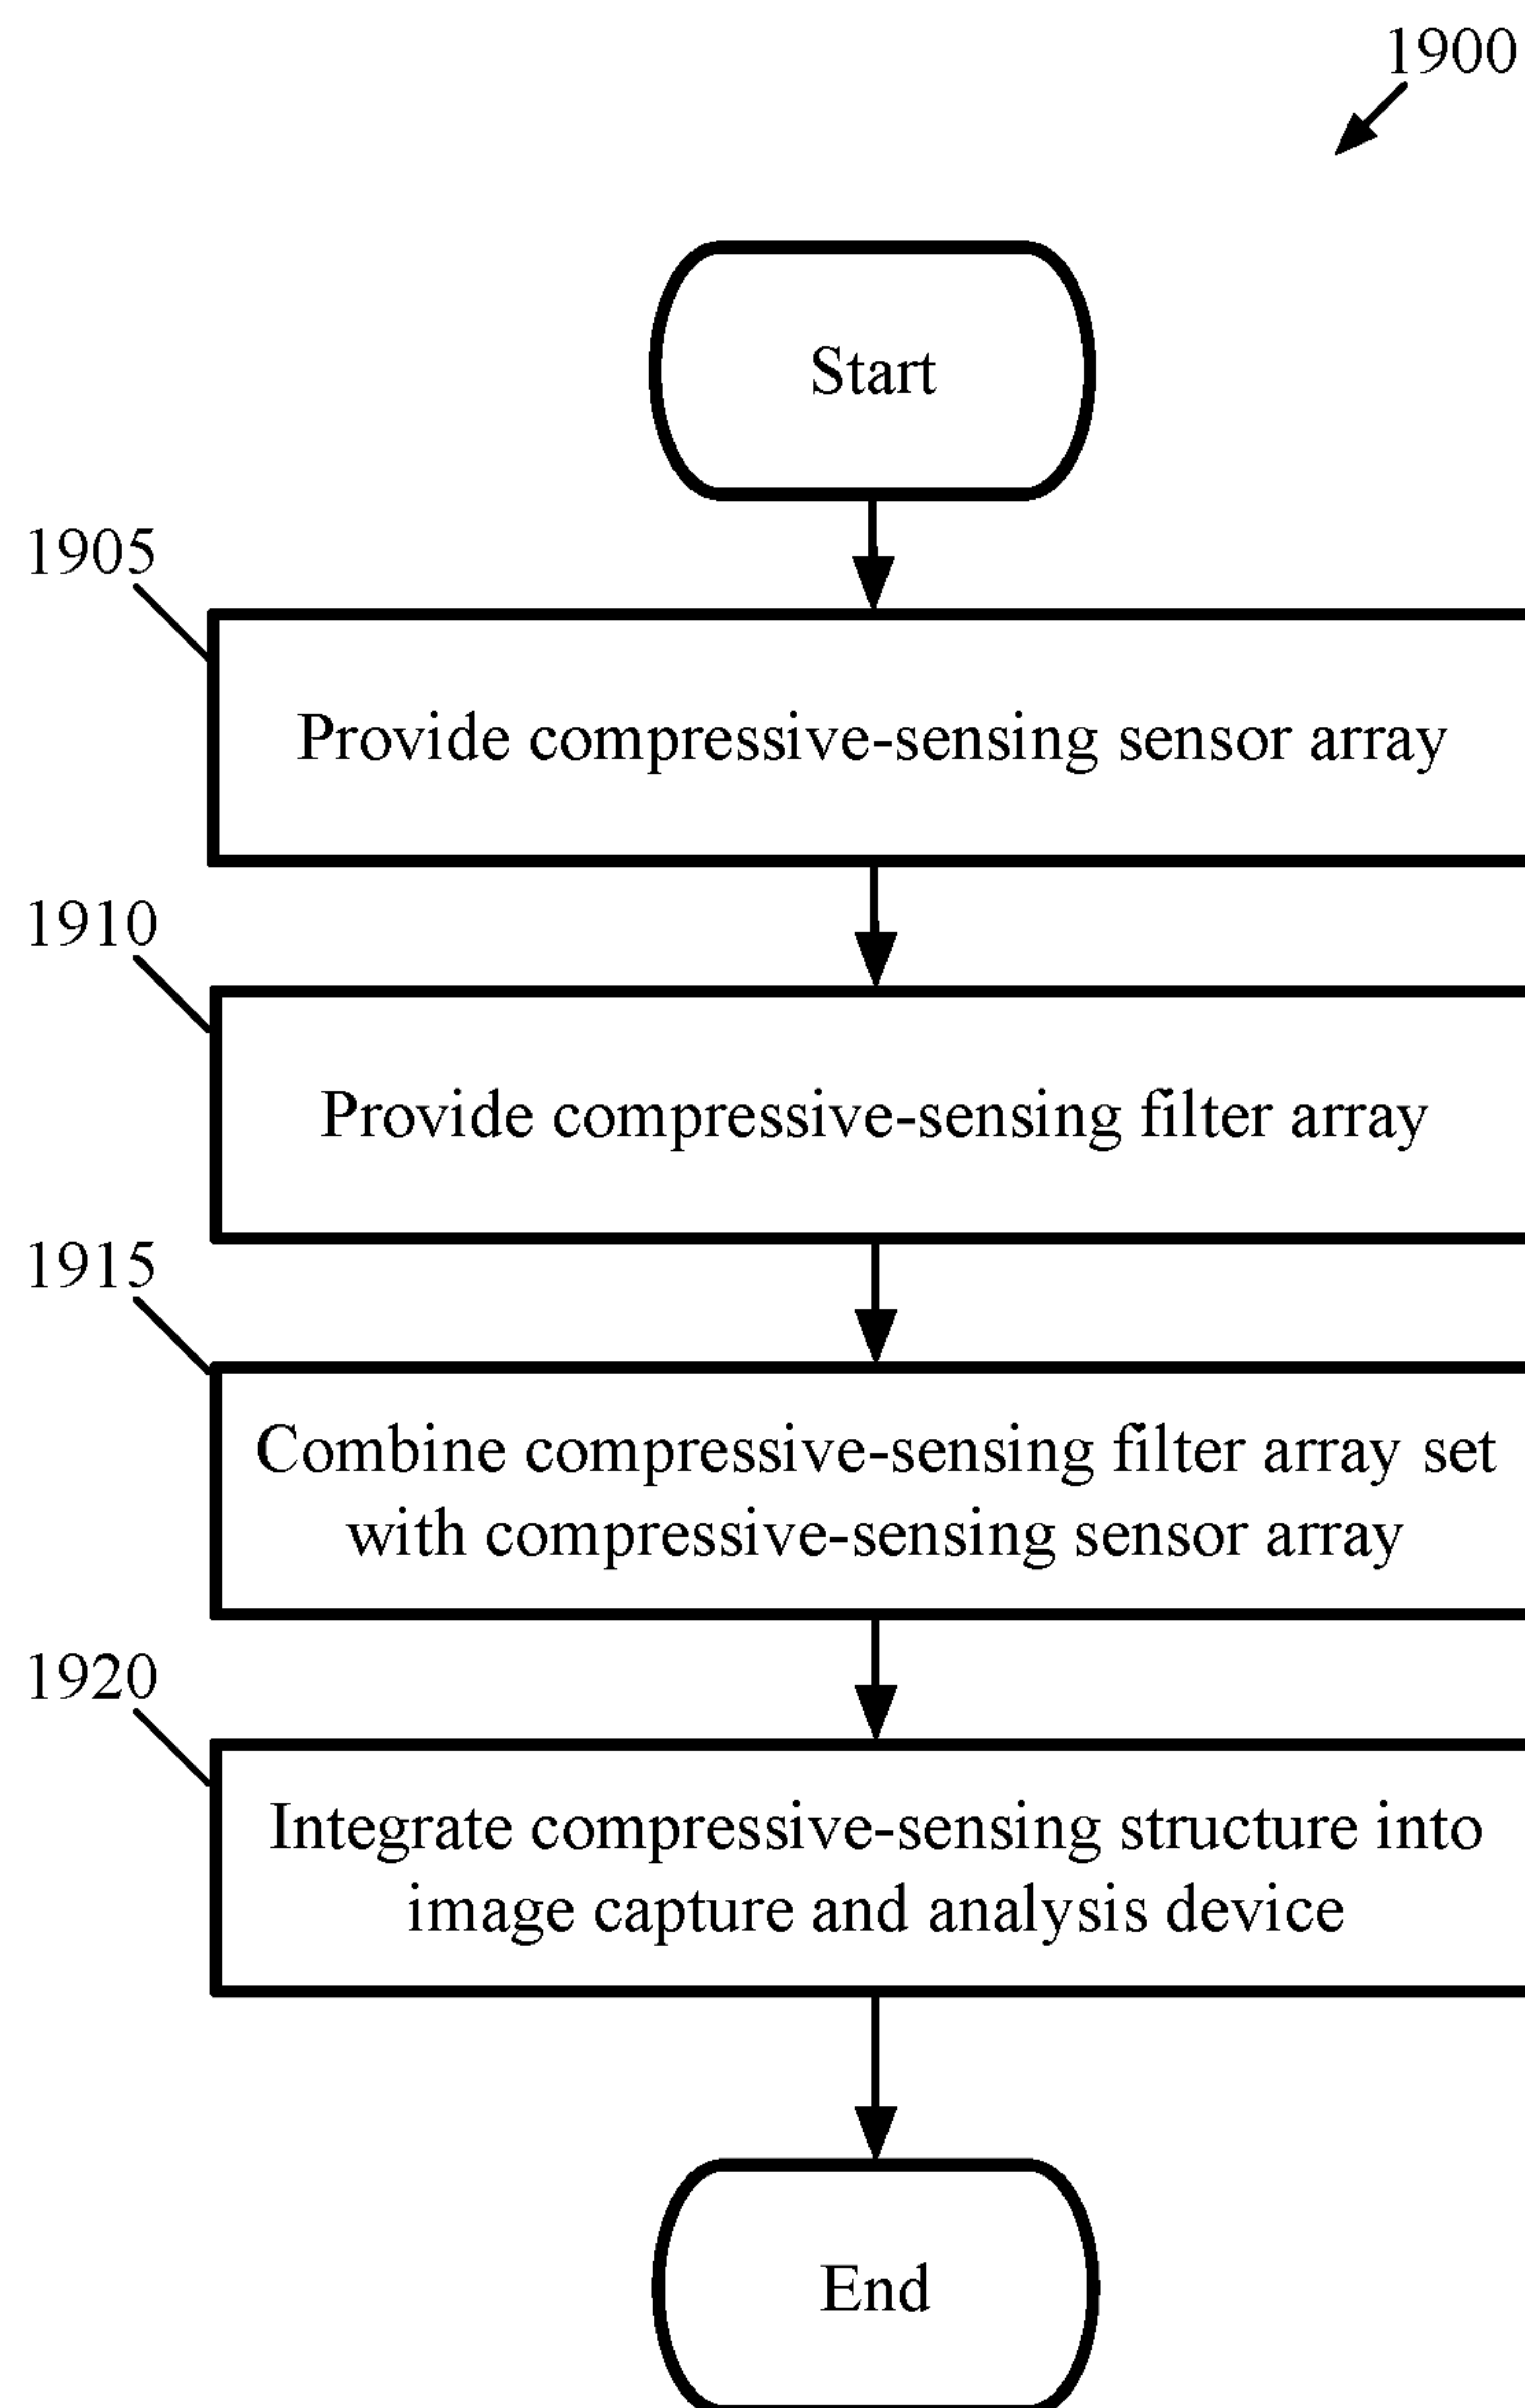 1900
Start
1905
Provide compressive-sensing sensor array
1910
Provide compressive-sensing filter array
1915
Combine compressive-sensing filter array set
with compressive-sensing sensor array
1920
Integrate compressive-sensing structure into
image capture and analysis device
End